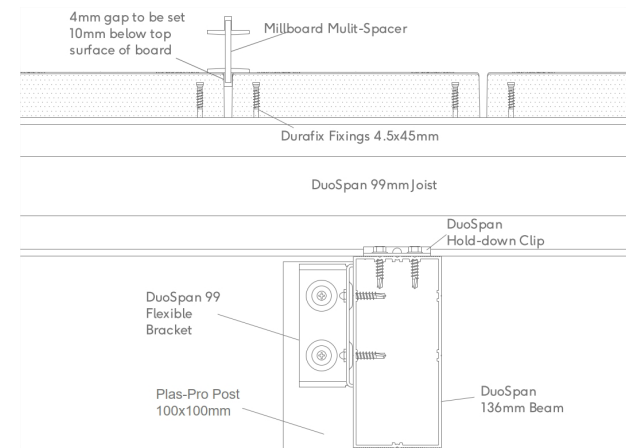 4mm gap to be set
10mm below top
surface of board
Millboard Mulit-Spacer
Durafix Fixings 4.5x45mm
DuoSpan 99mm Joist
DuoSpan
Hold-down Clip
DuoSpan 99
Flexible
Bracket
Plas-Pro Post
100x100mm
DuoSpan
136mm Beam